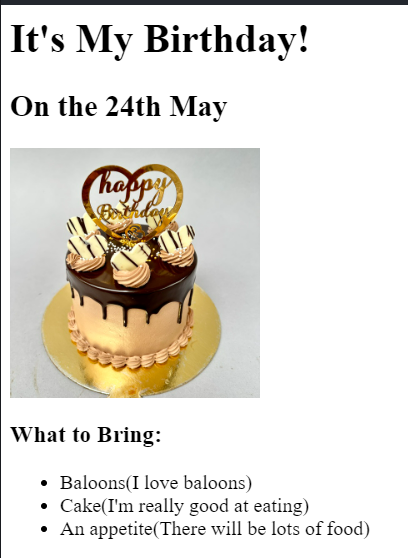 It's My Birthday!
On the 24th May
happy
Birthday
What to Bring:
Baloons(I love baloons)
Cake(I'm really good at eating)
An appetite(There will be lots of food)